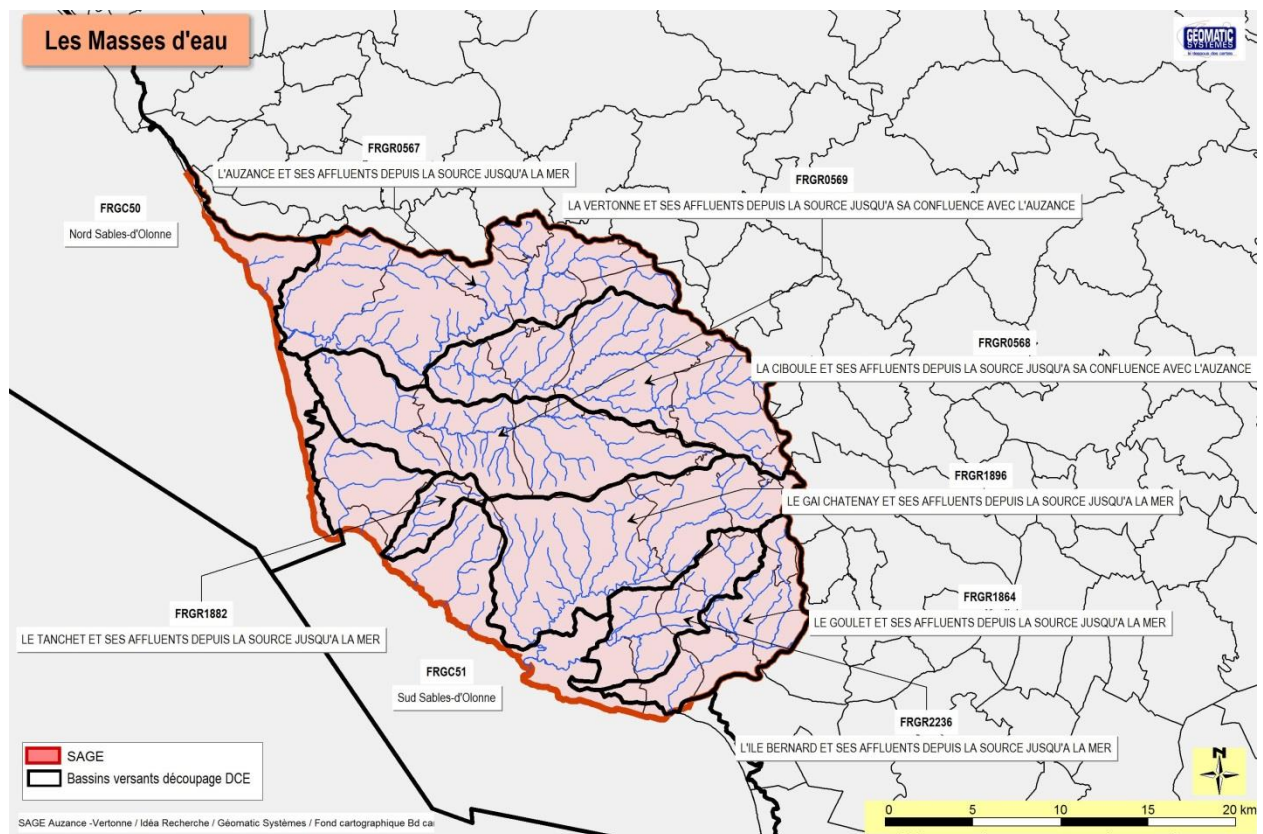 Les Masses d'eau
GEOMATIC
SYSTEMES
FRGR0567
L'AUZANCE ET SES AFFLUENTS DEPUIS LA SOURCE JUSQU'A LA MER
FRGR0569
LA VERTONNE ET SES AFFLUENTS DEPUIS LA SOURCE JUSQU'A SA CONFLUENCE AVEC L'AUZANCE
FRGC50
Nord Sables-d'Olonne
FRGR0568
LA CIBOULE ET SES AFFLUENTS DEPUIS LA SOURCE JUSQU'A SA CONFLUENCE AVEC L'AUZANCE
FRGR1896
LE GAI CHATENAY ET SES AFFLUENTS DEPUIS LA SOURCE JUSQU'A LA MER
FRGR1864
LE GOULET ET SES AFFLUENTS DEPUIS LA SOURCE JUSQU'A LA MER
FRGR1882
LE TANCHET ET SES AFFLUENTS DEPUIS LA SOURCE JUSQU'A LA MER
FRGC51
Sud Sables-d'Olonne
FRGR2236
L'ILE BERNARD ET SES AFFLUENTS DEPUIS LA SOURCE JUSQU'A LA MER
SAGE
Bassins versants découpage DCE
N
0 5 10 15 20 km
SAGE Auzance -Vertonne / Idéa Recherche / Géomatic Systèmes / Fond cartographique Bd